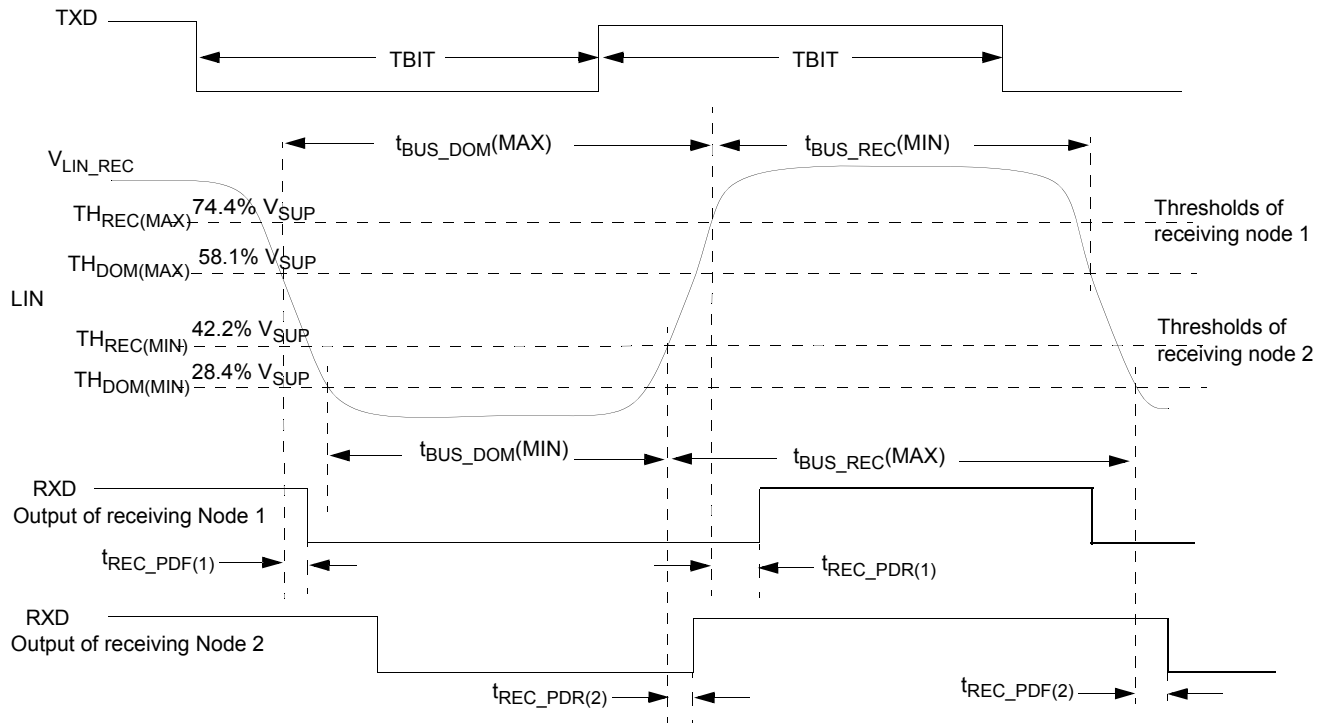 TXD
TBIT TBIT
tBUS_DOM(MAX) tBUS_REC(MIN)
VLIN_REC
THREC(MAX) 74.4% VSUP
Thresholds of
receiving node 1
THDOM(MAX) 58.1% VSUP
LIN
THREC(MIN) 42.2% VSUP
Thresholds of
receiving node 2
THDOM(MIN) 28.4% VSUP
tBUS_DOM(MIN) tBUS_REC(MAX)
RXD
Output of receiving Node 1
tREC_PDF(1) tREC_PDR(1)
RXD
Output of receiving Node 2
tREC_PDR(2) tREC_PDF(2)